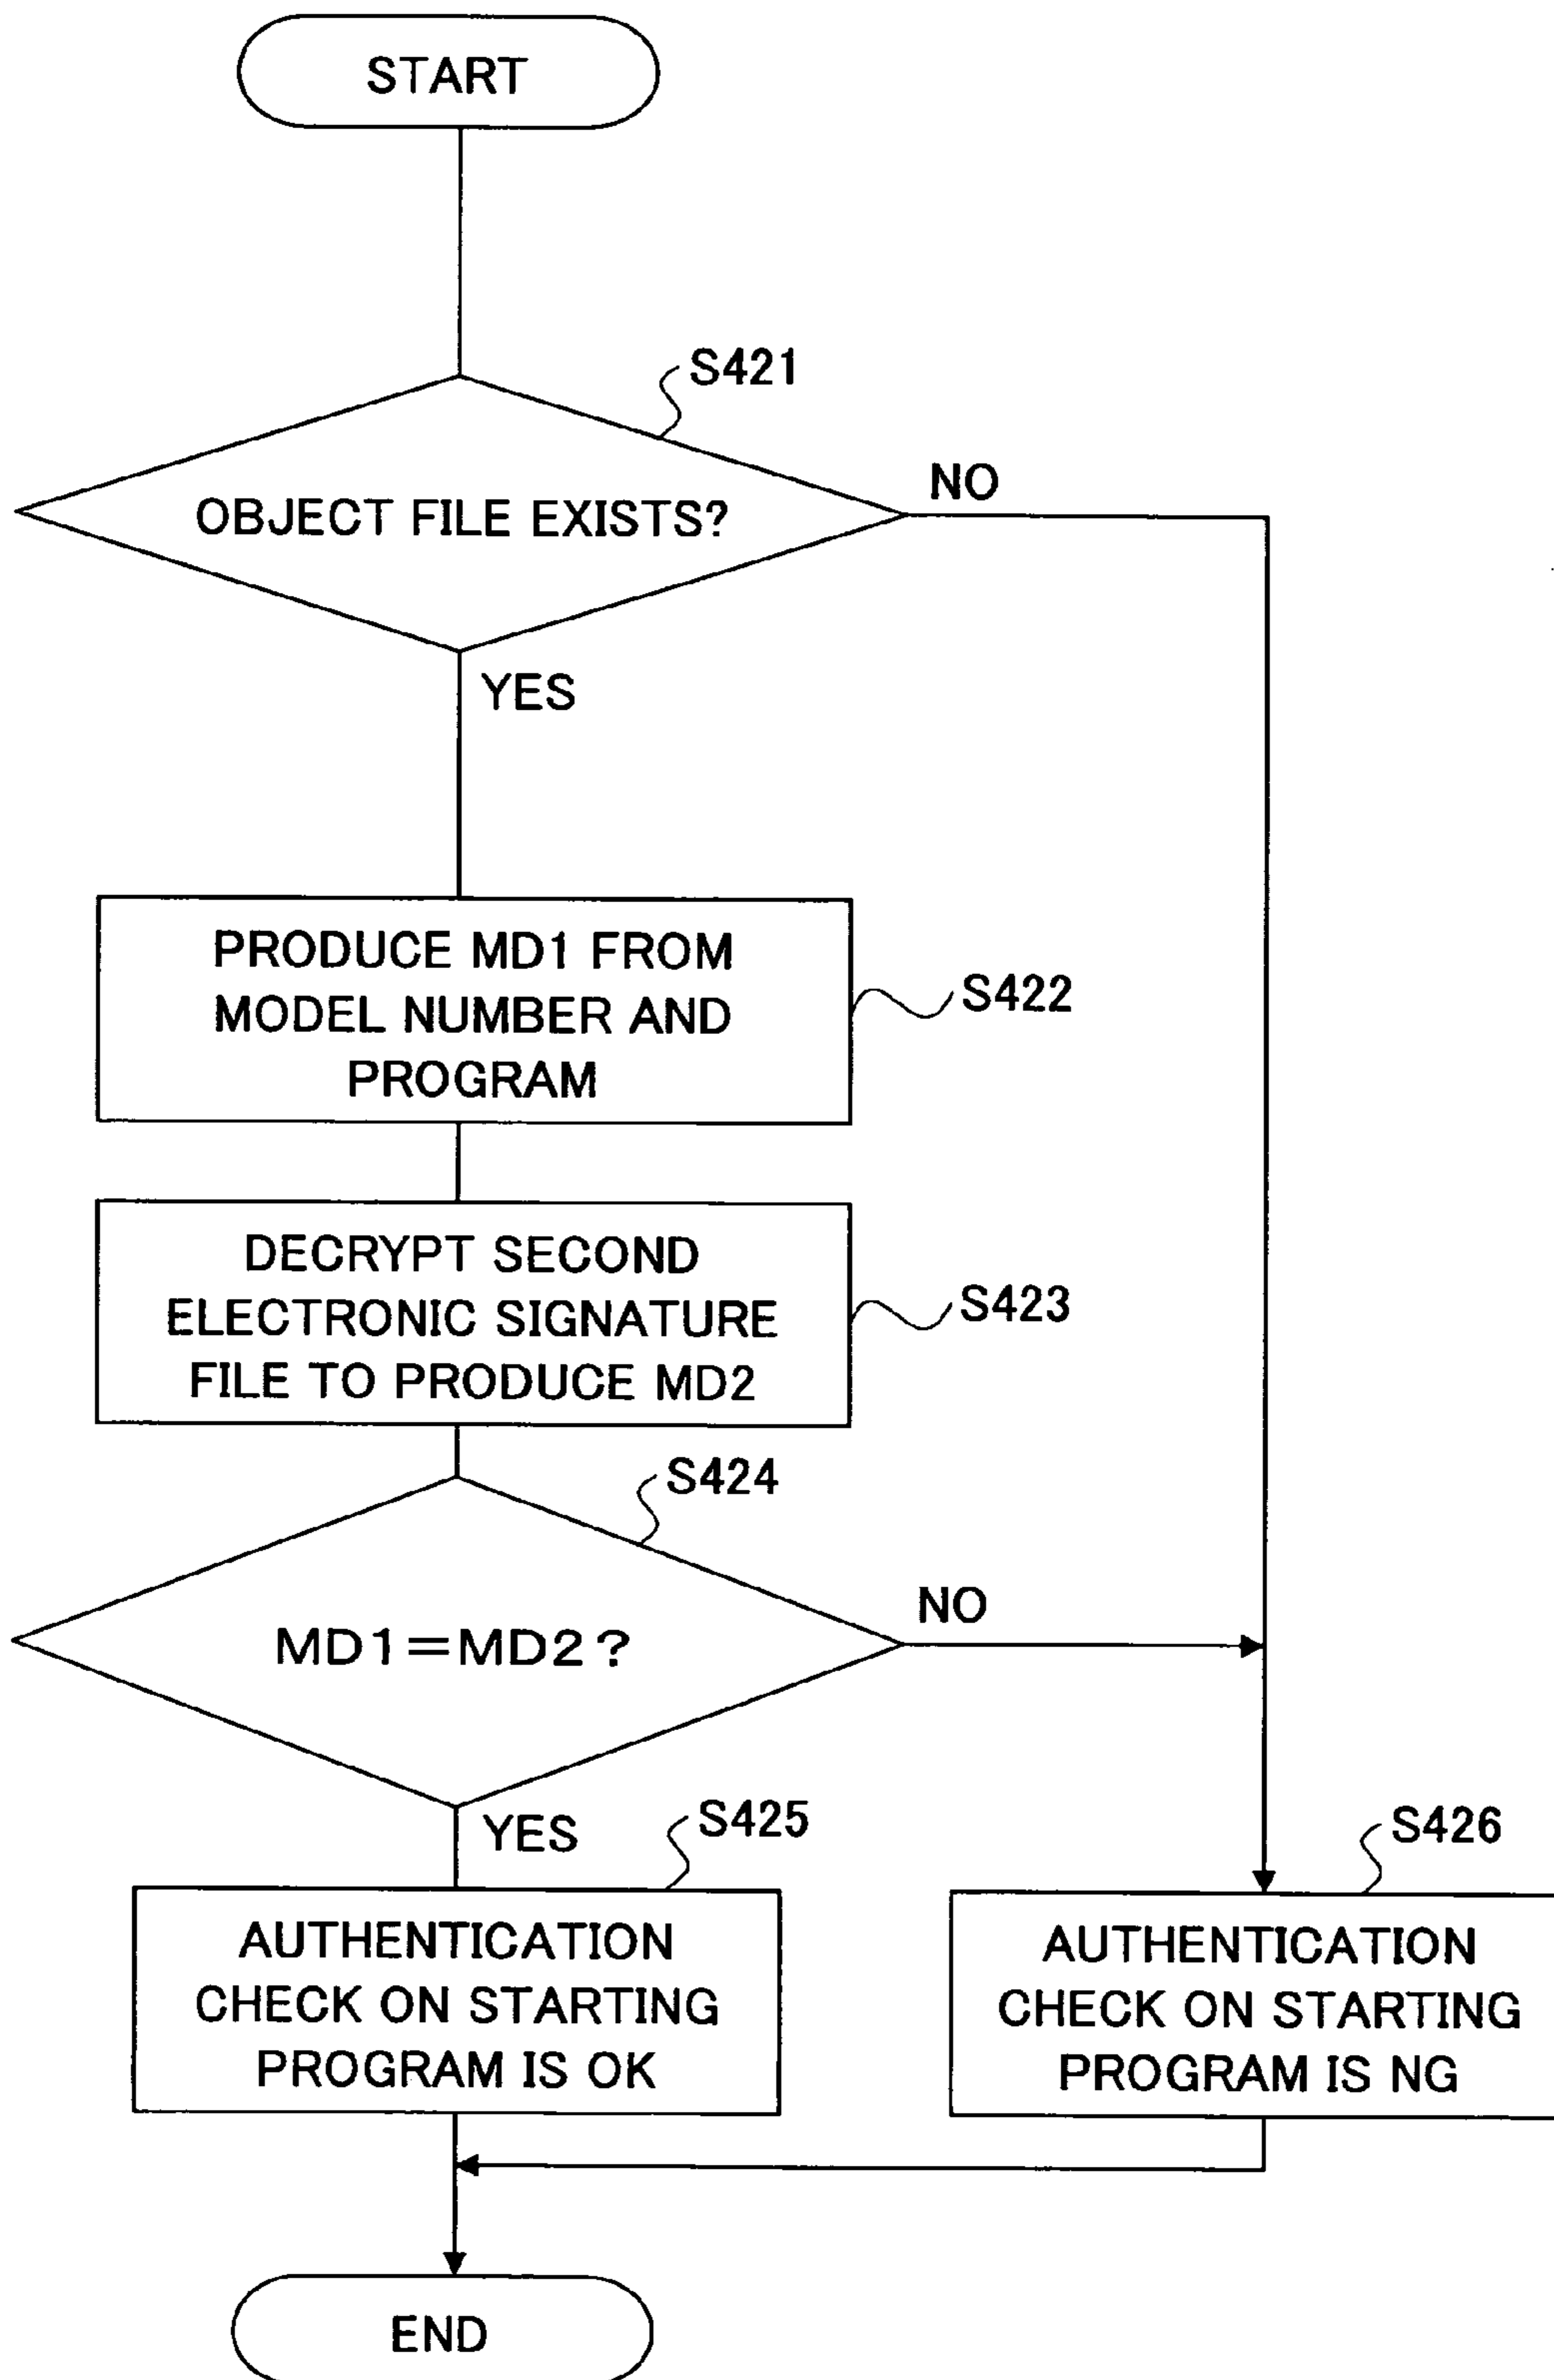 START
S421
OBJECT FILE EXISTS?
NO
YES
PRODUCE MD1 FROM
MODEL NUMBER AND
PROGRAM
S422
DECRYPT SECOND
ELECTRONIC SIGNATURE
FILE TO PRODUCE MD2
S423
S424
MD1=MD2?
NO
YES
S425
AUTHENTICATION
CHECK ON STARTING
PROGRAM IS OK
S426
AUTHENTICATION
CHECK ON STARTING
PROGRAM IS NG
END